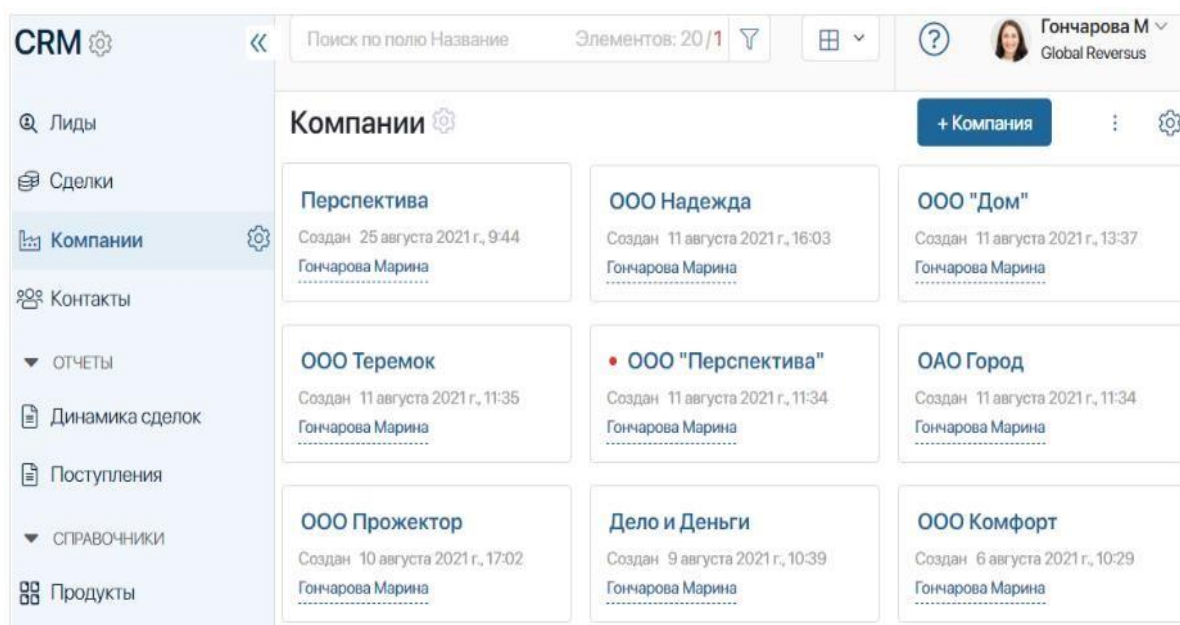 CRM
Поиск по полю Название
Элементов: 20/1
Гончарова М
Global Reversus
Лиды
Сделки
Компании
Контакты
ОТЧЕТЫ
Динамика сделок
Поступления
СПРАВОЧНИКИ
Продукты
Компании
+ Компания
Перспектива
Создан 25 августа 2021 г., 9:44
Гончарова Марина
ООО Надежда
Создан 11 августа 2021 г., 16:03
Гончарова Марина
ООО "Дом"
Создан 11 августа 2021 г., 13:37
Гончарова Марина
ООО Теремок
Создан 11 августа 2021 г., 11:35
Гончарова Марина
• ООО "Перспектива"
Создан 11 августа 2021 г., 11:34
Гончарова Марина
ОАО Город
Создан 11 августа 2021 г., 11:34
Гончарова Марина
ООО Прожектор
Создан 10 августа 2021 г., 17:02
Гончарова Марина
Дело и Деньги
Создан 9 августа 2021 г., 10:39
Гончарова Марина
ООО Комфорт
Создан 6 августа 2021 г., 10:29
Гончарова Марина